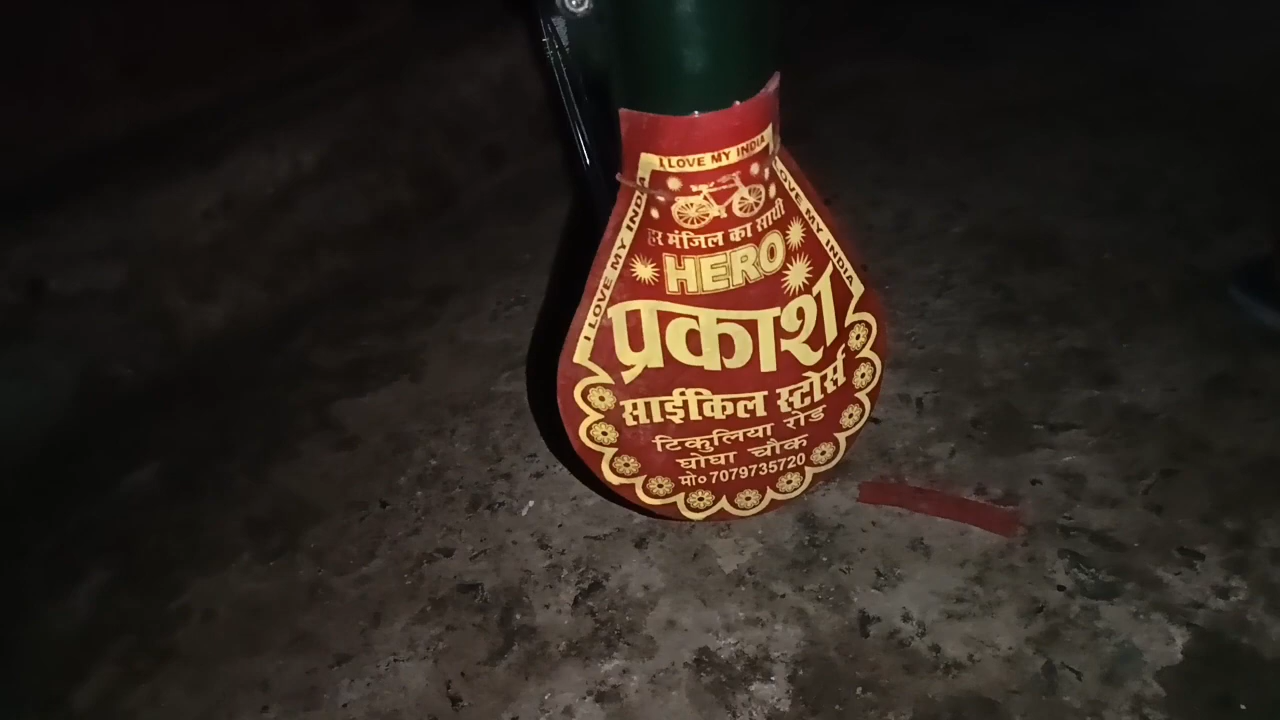 I LOVE MY INDIA
I LOVE MY INDIA
I LOVE MY INDIA
हर मंजिल का साथी
HERO
प्रकाश
साईकिल स्टोर्स
टिकुलिया रोड
घोघा चौक
मो० 7079735720